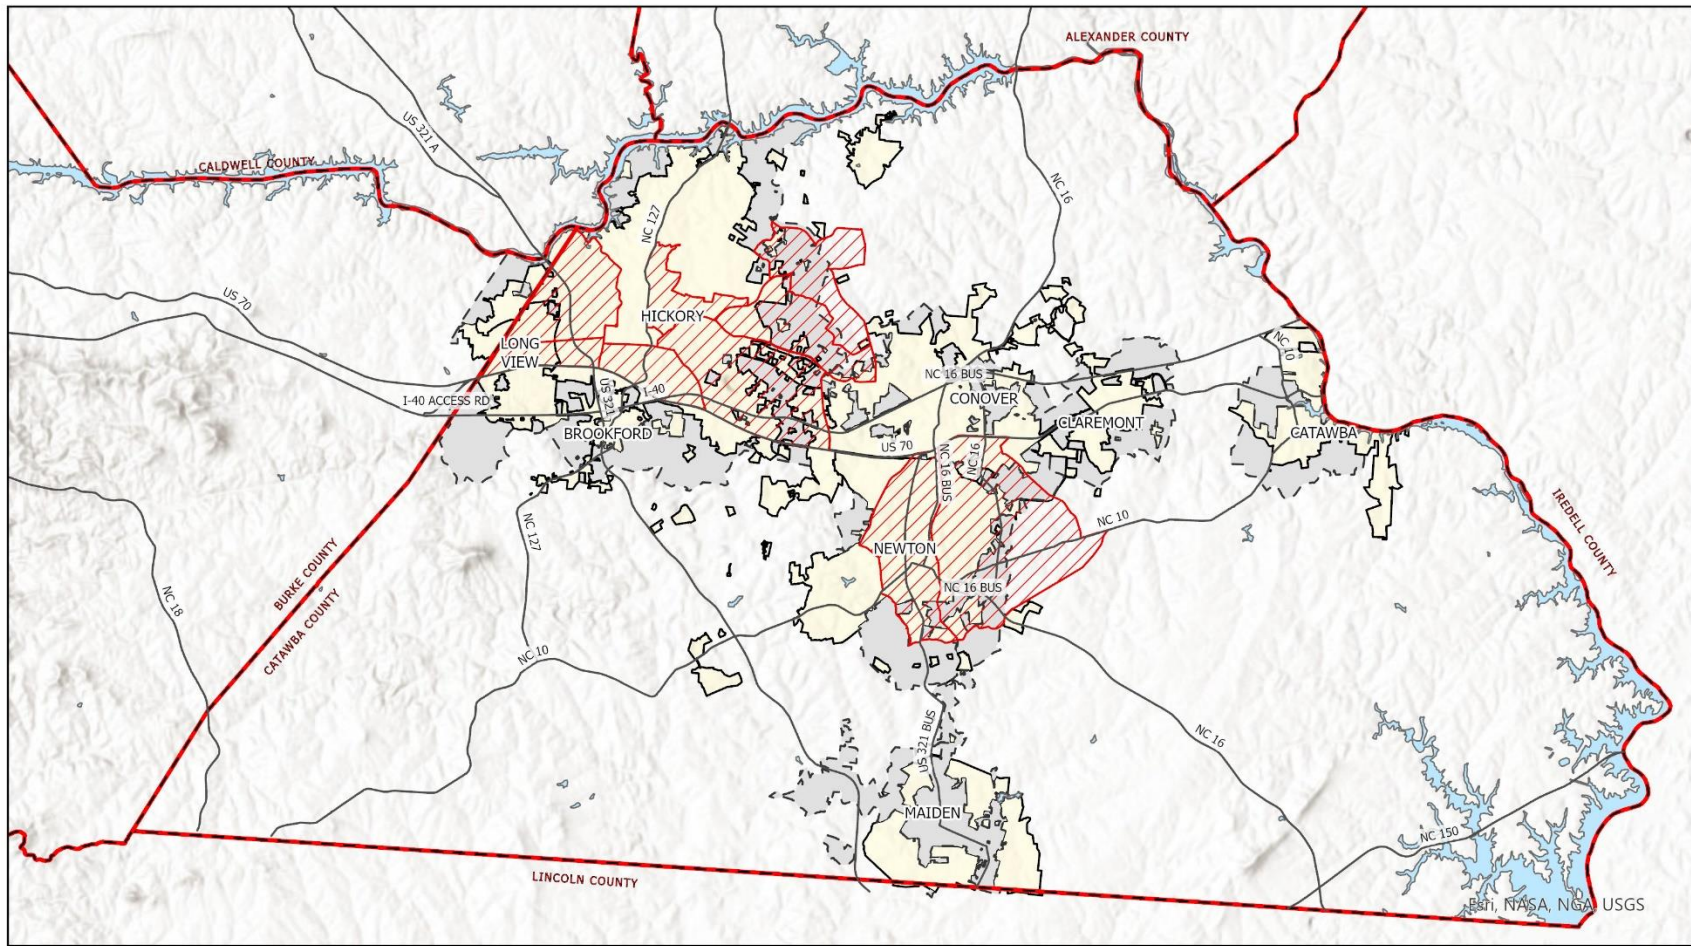 ALEXANDER COUNTY
US 321 A
CALDWELL COUNTY
NC 16
NC 127
US 70
HICKORY
LONG
VIEW
NC 10
NC 16 BUS
I-40
US 321
I-40 ACCESS RD
CONOVER
CLAREMONT
BROOKFORD
CATAWBA
US 70
NC 16 BUS
NC 16
IREDELL COUNTY
NC 10
NC 127
NEWTON
BURKE COUNTY
CATAWBA COUNTY
NC 18
NC 16 BUS
NC 10
US 321 BUS
NC 16
MAIDEN
NC 150
LINCOLN COUNTY
Esri, NASA, NGA, USGS